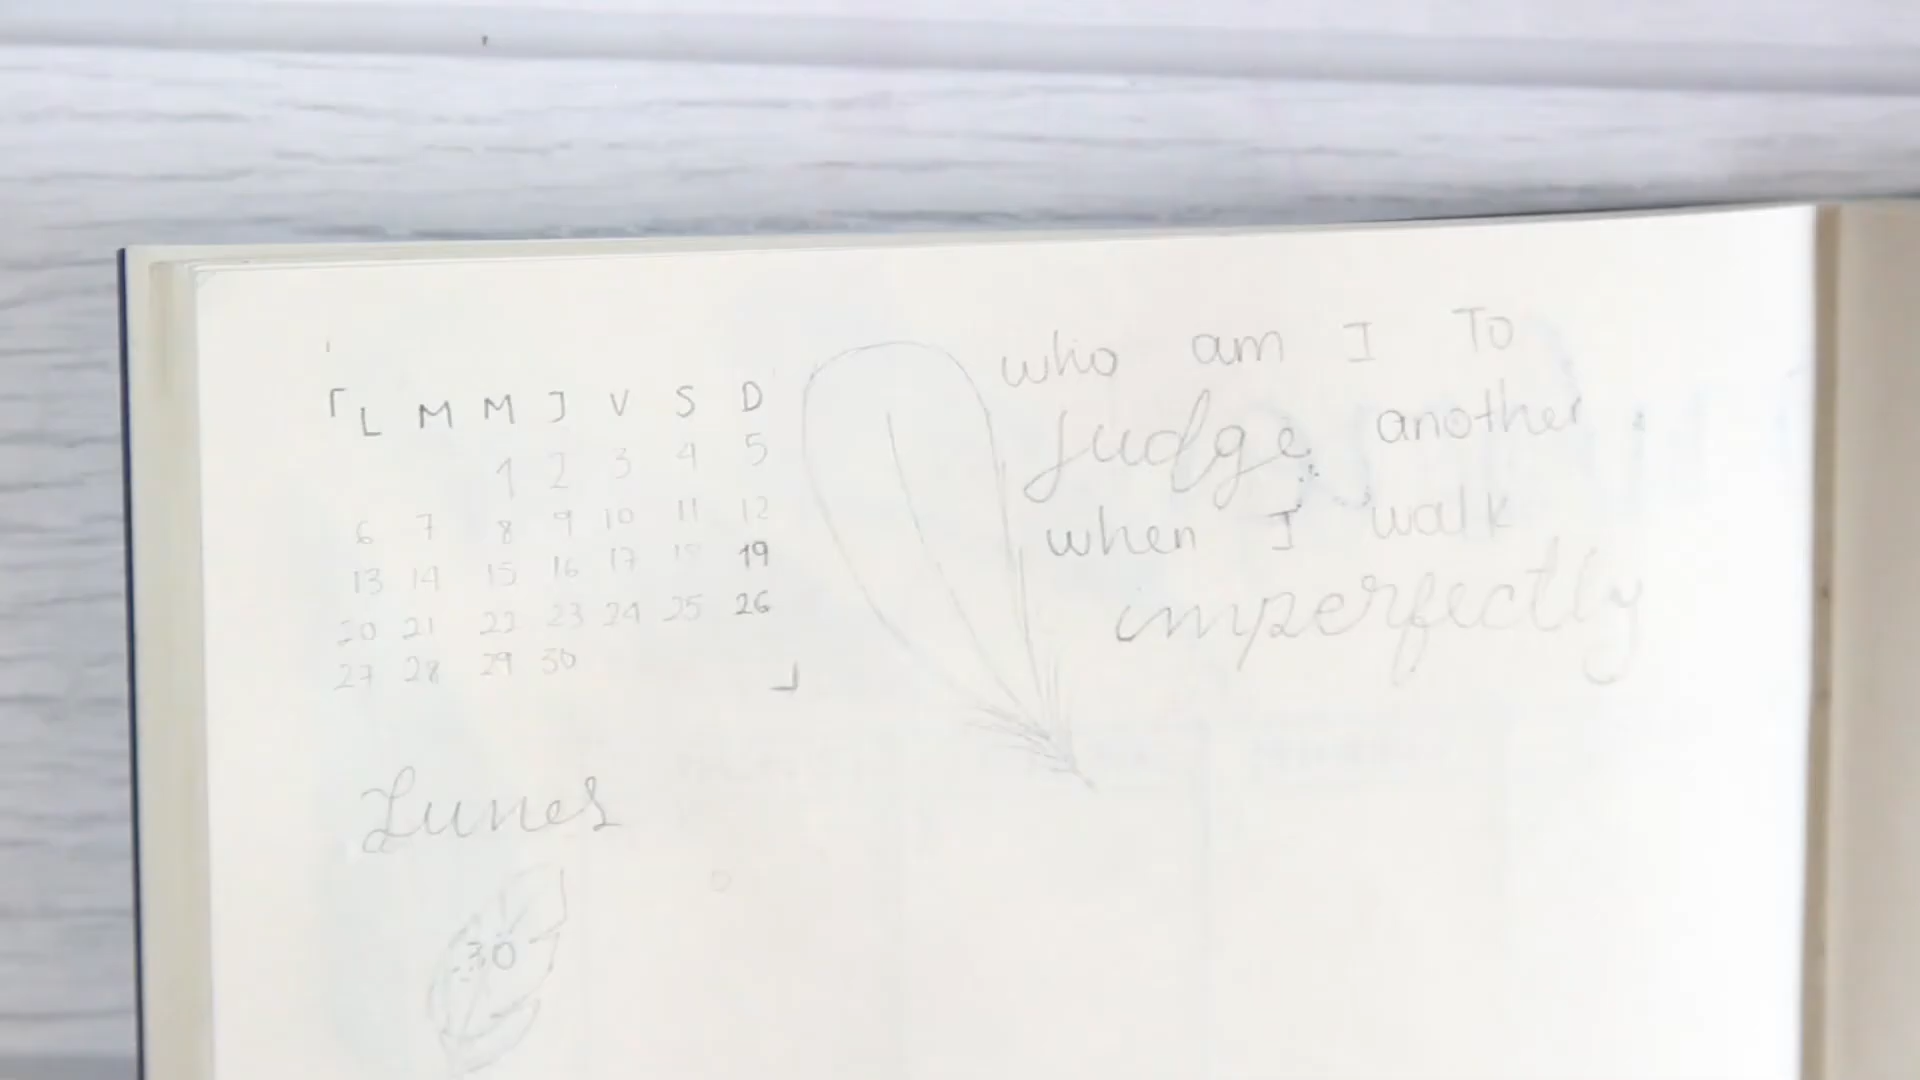 L M M J V S D
1 2 3 4 5
6 7 8 9 10 11 12
13 14 15 16 17 18 19
20 21 22 23 24 25 26
27 28 29 30
who am I To
judge another
when I walk
imperfectly
Lunes
30